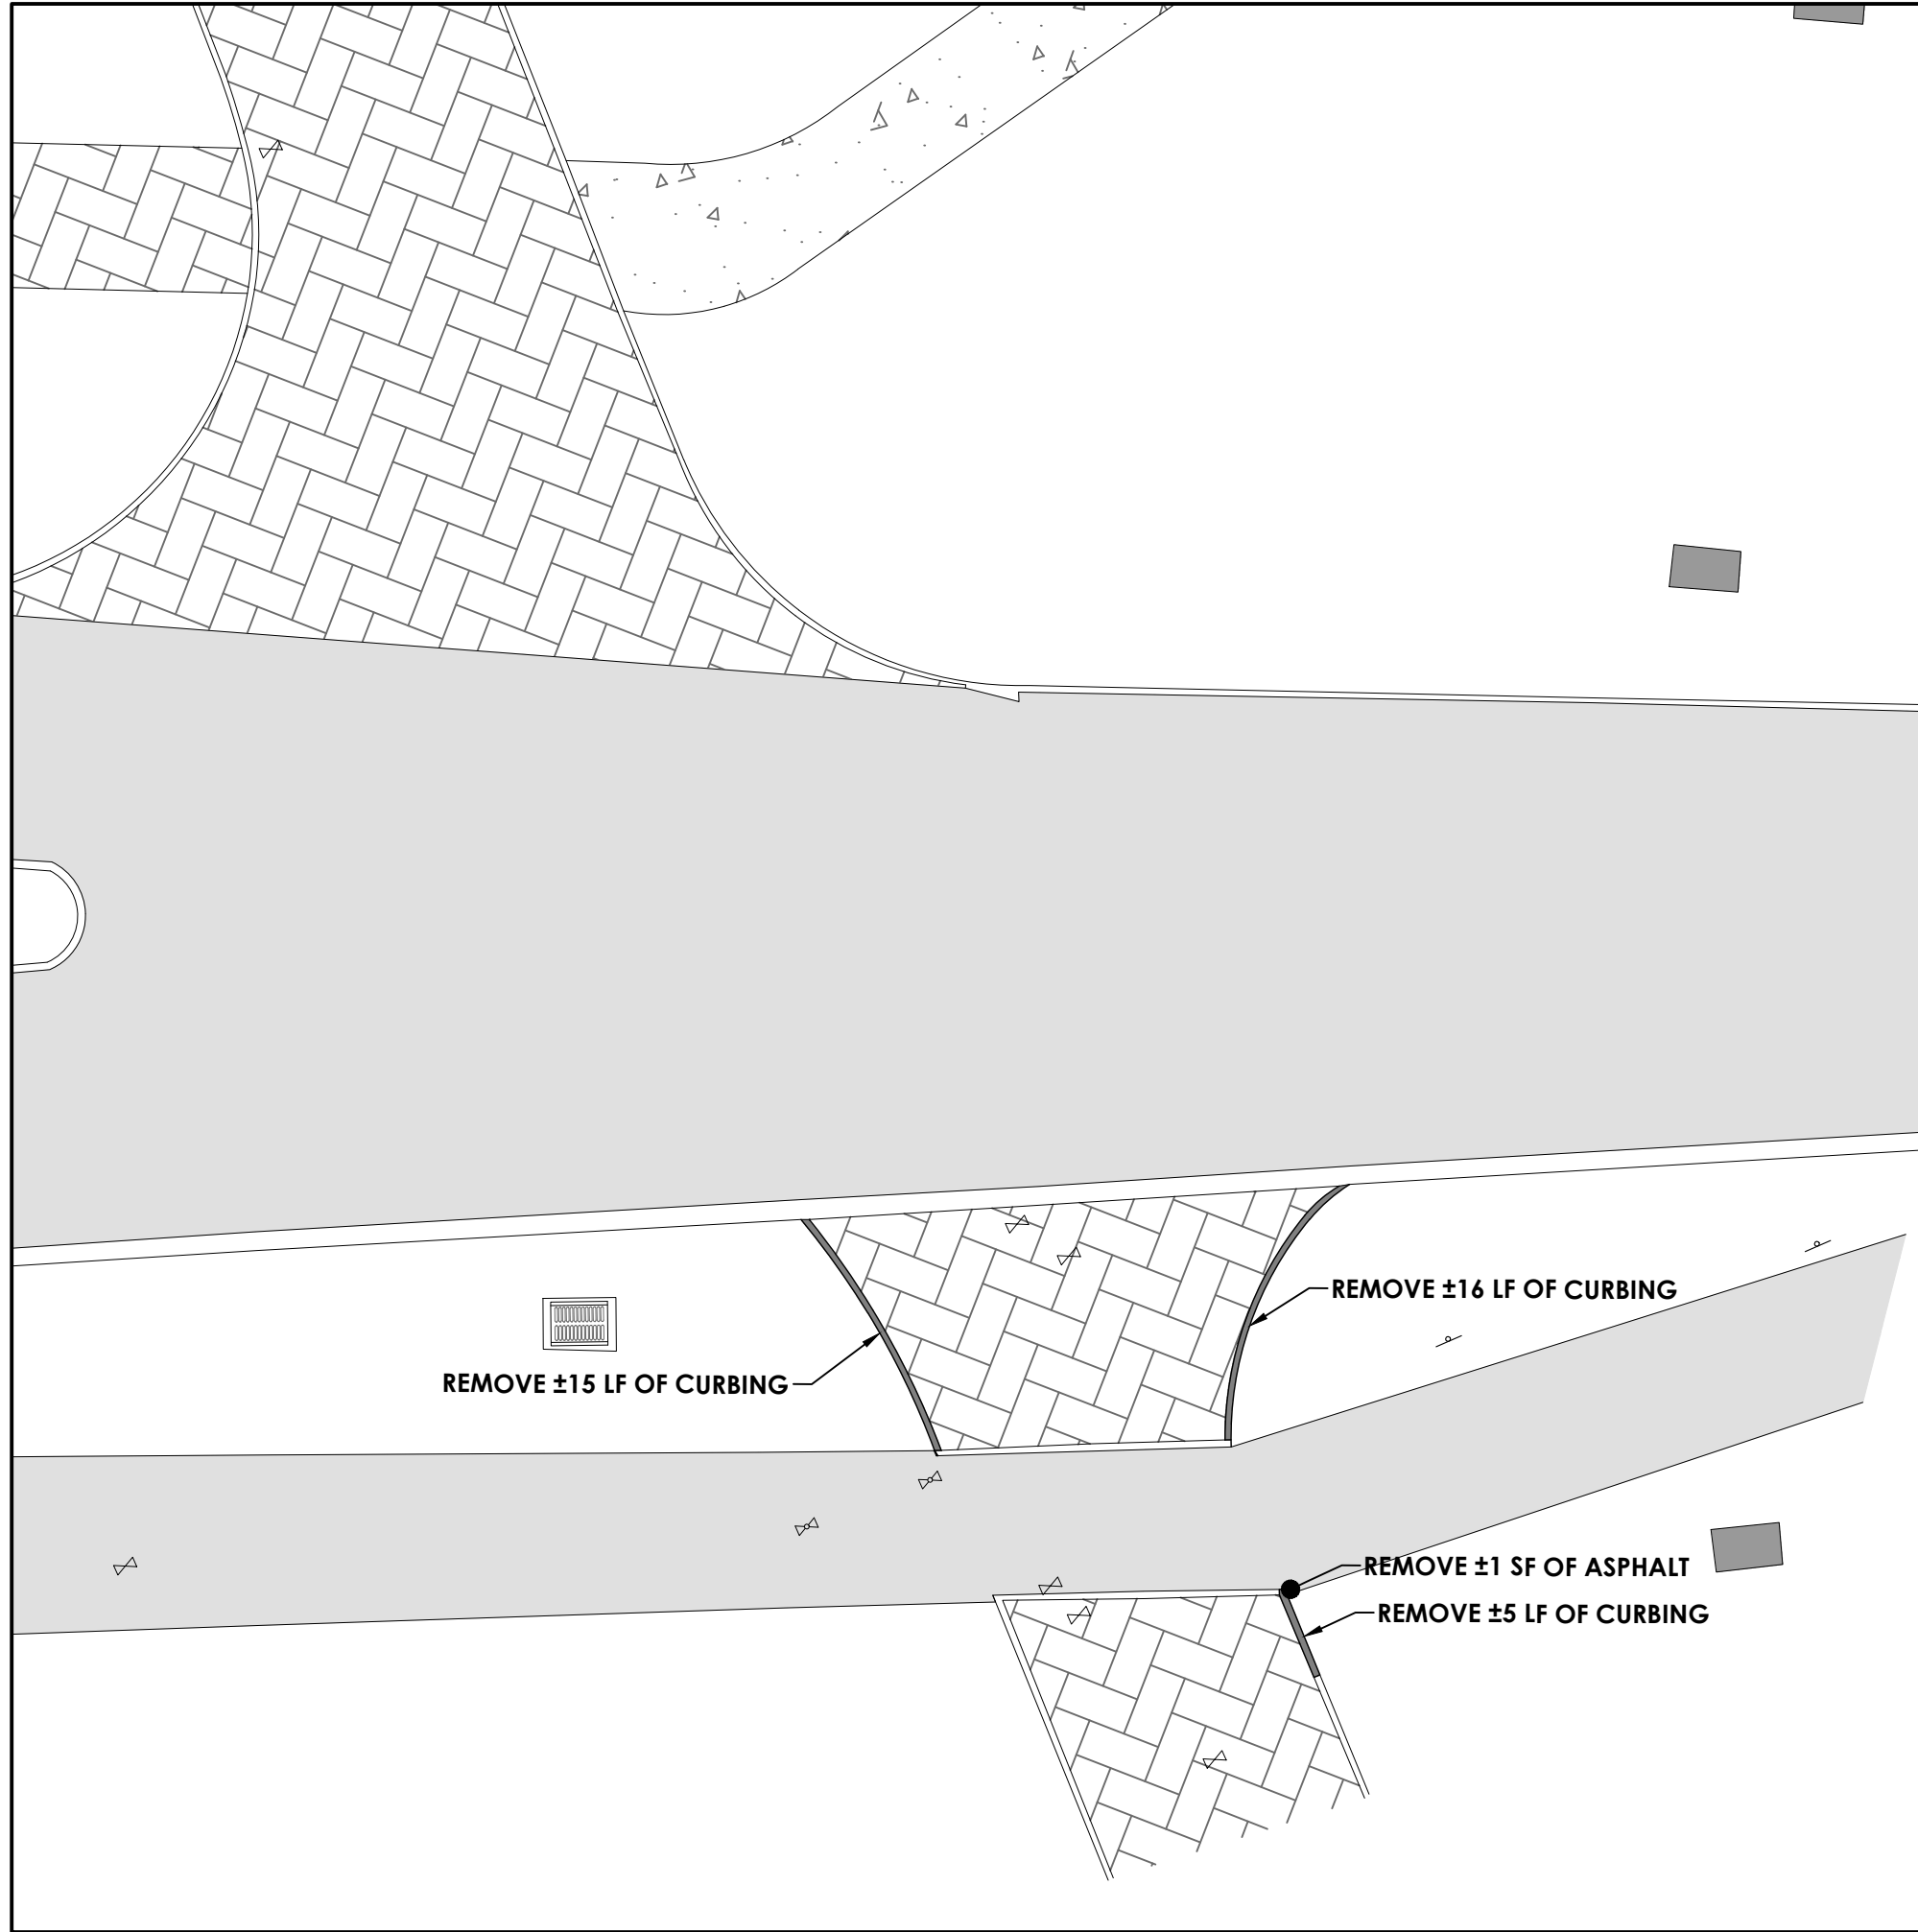 REMOVE ±16 LF OF CURBING
REMOVE ±15 LF OF CURBING
REMOVE ±1 SF OF ASPHALT
REMOVE ±5 LF OF CURBING